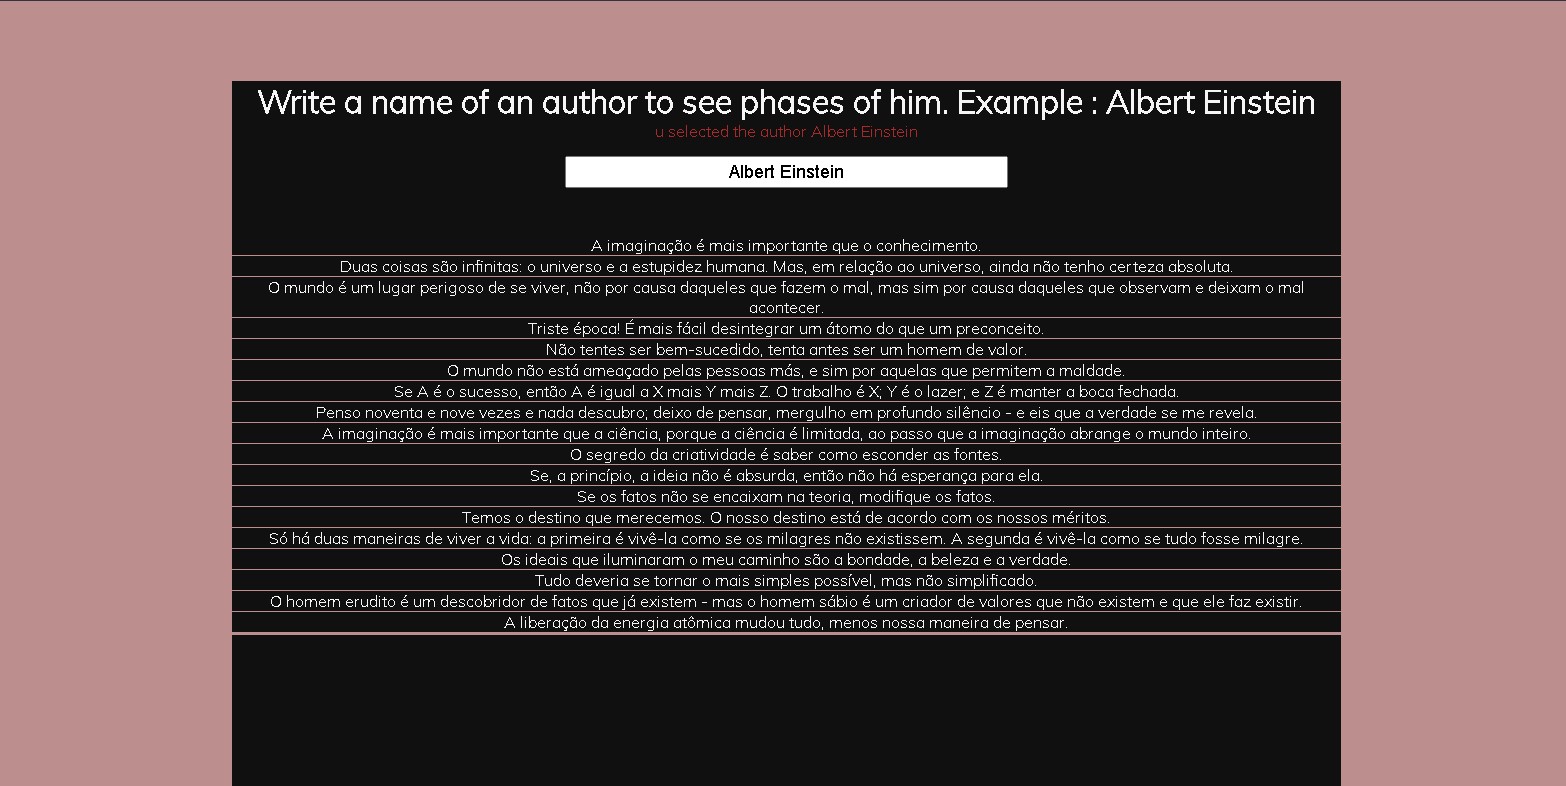 Write a name of an author to see phases of him. Example : Albert Einstein
u selected the author Albert Einstein
Albert Einstein
A imaginação é mais importante que o conhecimento.
Duas coisas são infinitas: o universo e a estupidez humana. Mas, em relação ao universo, ainda não tenho certeza absoluta.
O mundo é um lugar perigoso de se viver, não por causa daqueles que fazem o mal, mas sim por causa daqueles que observam e deixam o mal
acontecer.
Triste época! É mais fácil desintegrar um átomo do que um preconceito.
Não tentes ser bem-sucedido, tenta antes ser um homem de valor.
O mundo não está ameaçado pelas pessoas más, e sim por aquelas que permitem a maldade.
Se A é o sucesso, então A é igual a X mais Y mais Z. O trabalho é X; Y é o lazer; e Z é manter a boca fechada.
Penso noventa e nove vezes e nada descubro; deixo de pensar, mergulho em profundo silêncio - e eis que a verdade se me revela.
A imaginação é mais importante que a ciência, porque a ciência é limitada, ao passo que a imaginação abrange o mundo inteiro.
O segredo da criatividade é saber como esconder as fontes.
Se, a princípio, a ideia não é absurda, então não há esperança para ela.
Se os fatos não se encaixam na teoria, modifique os fatos.
Temos o destino que merecemos. O nosso destino está de acordo com os nossos méritos.
Só há duas maneiras de viver a vida: a primeira é vivê-la como se os milagres não existissem. A segunda é vivê-la como se tudo fosse milagre.
Os ideais que iluminaram o meu caminho são a bondade, a beleza e a verdade.
Tudo deveria se tornar o mais simples possível, mas não simplificado.
O homem erudito é um descobridor de fatos que já existem - mas o homem sábio é um criador de valores que não existem e que ele faz existir.
A liberação da energia atômica mudou tudo, menos nossa maneira de pensar.